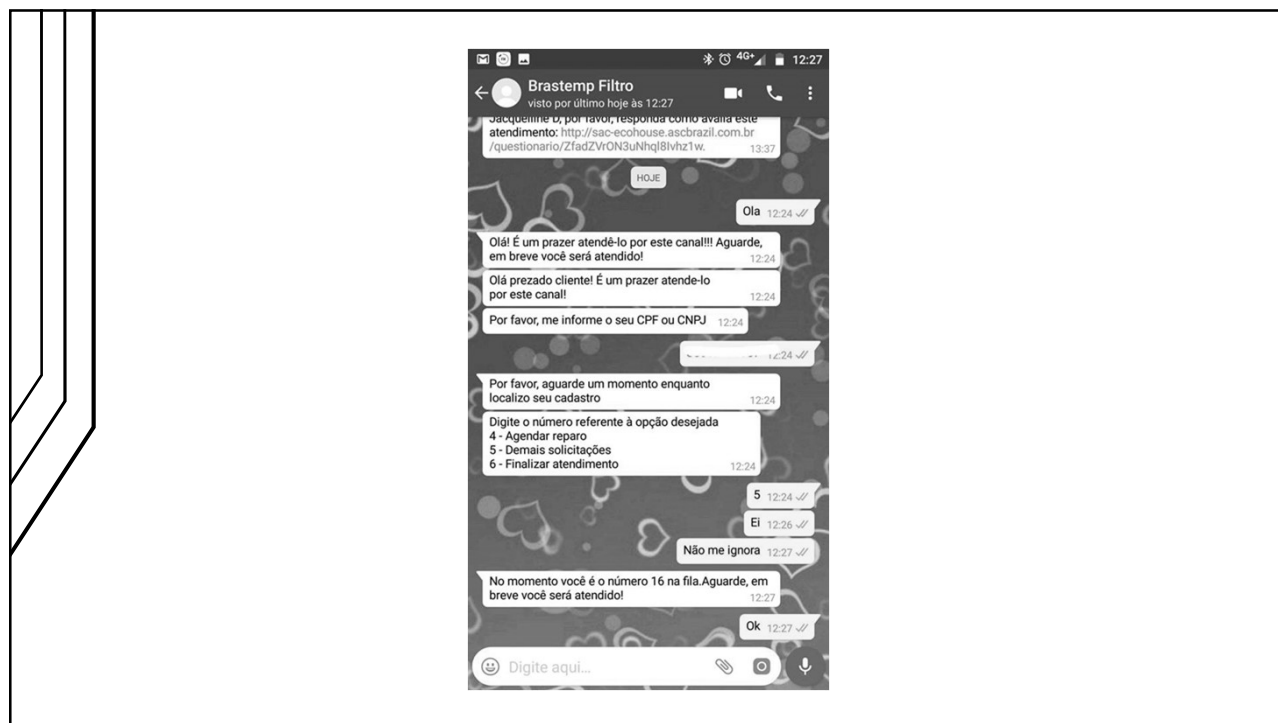 4G+ 12:27
Brastemp Filtro
visto por último hoje às 12:27
Jacquelline D, por favor, responda como avalia este
atendimento: http://sac-ecohouse.ascbrazil.com.br
/questionario/ZfadZVrON3uNhql8Ivhz1w. 13:37
HOJE
Ola 12:24
Olá! É um prazer atendê-lo por este canal!!! Aguarde,
em breve você será atendido! 12:24
Olá prezado cliente! É um prazer atende-lo
por este canal! 12:24
Por favor, me informe o seu CPF ou CNPJ 12:24
12:24
Por favor, aguarde um momento enquanto
localizo seu cadastro 12:24
Digite o número referente à opção desejada
4 - Agendar reparo
5 - Demais solicitações
6 - Finalizar atendimento 12:24
5 12:24
Ei 12:26
Não me ignora 12:27
No momento você é o número 16 na fila.Aguarde, em
breve você será atendido! 12:27
Ok 12:27
Digite aqui...